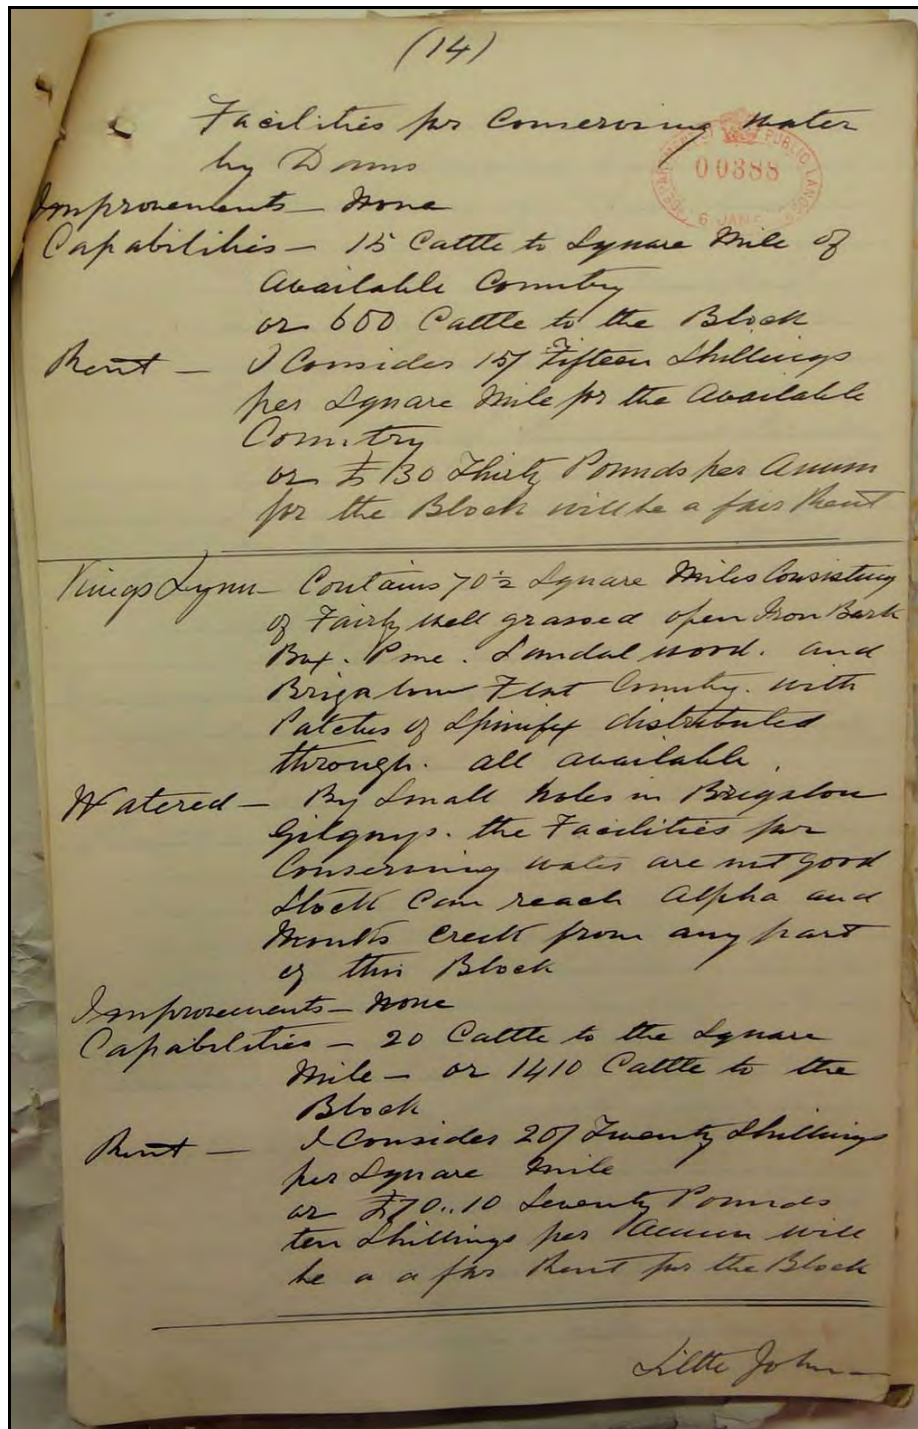 (14)
Facilities for Conserving Water
by Dams
DEPARTMENT OF PUBLIC LANDS
00388
6 JAN
Improvements — None
Capabilities — 15 Cattle to Square Mile of
Available Country
or 600 Cattle to the Block
Rent — I Consider 15/ Fifteen Shillings
per Square Mile for the Available
Country
or £30 Thirty Pounds per Annum
for the Block will be a fair Rent
Kings Lynn — Contains 70½ Square Miles Consisting
of Fairly well grassed open Iron Bark
Box. Pine. Sandal wood. and
Brigalow Flat Country. with
Patches of Spinifex distributed
through. all available.
Watered — By Small holes in Brigalow
Gilgays. the Facilities for
Conserving water are not good
Stock Can reach Alpha and
Creek from any part
of this Block
Improvements — None
Capabilities — 20 Cattle to the Square
Mile — or 1410 Cattle to the
Block
Rent — I Consider 20/ Twenty Shillings
per Square Mile
or £70..10 Seventy Pounds
ten Shillings per Annum will
be a a fair Rent for the Block
Little John —